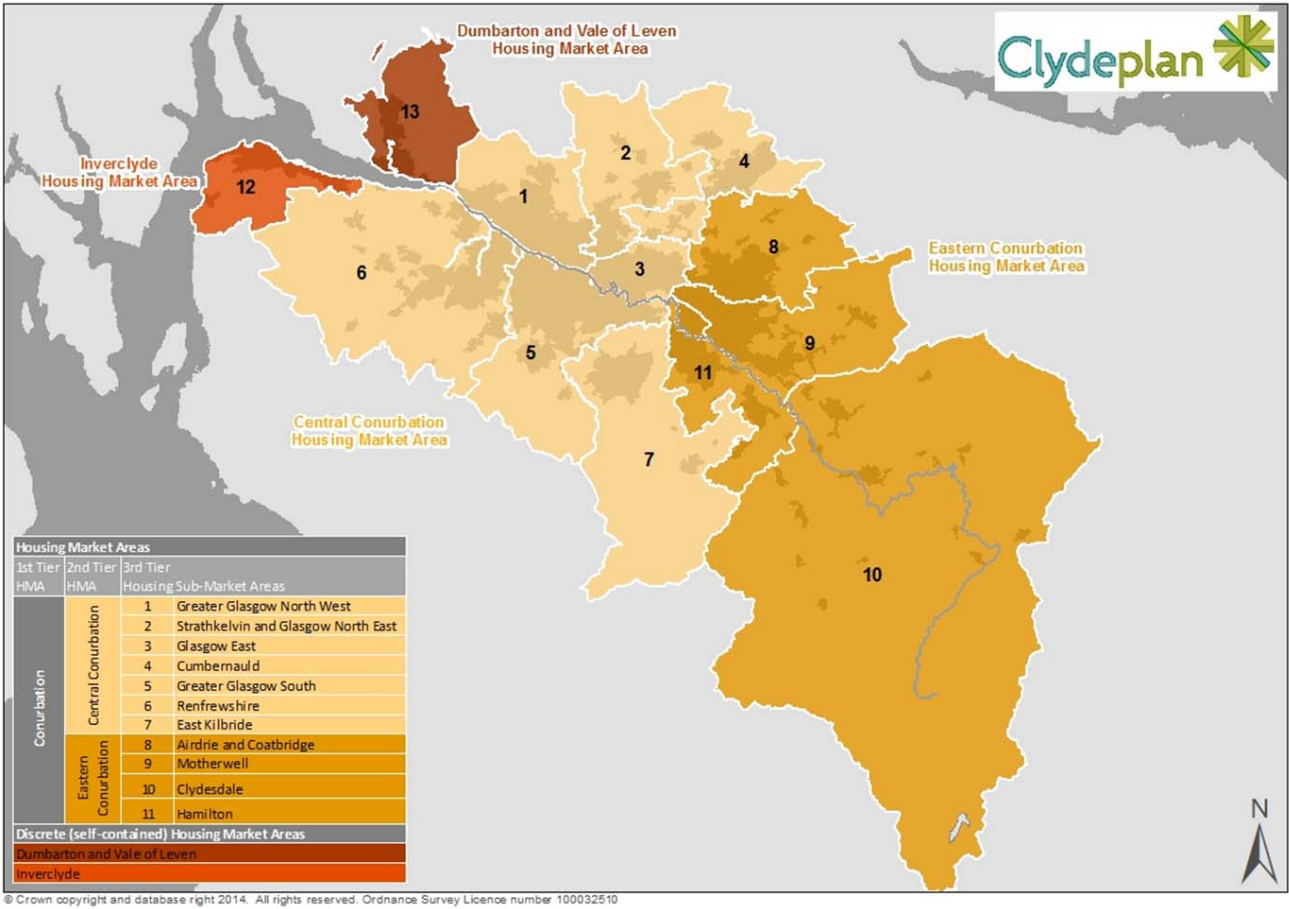 Dumbarton and Vale of Leven
Housing Market Area
Clydeplan
13
2
4
Inverclyde
Housing Market Area
12
1
8
Eastern Conurbation
Housing Market Area
6
3
9
5
11
Central Conurbation
Housing Market Area
7
10
Housing Market Areas
1st Tier HMA
2nd Tier HMA
3rd Tier Housing Sub-Market Areas
Conurbation
Central Conurbation
1 Greater Glasgow North West
2 Strathkelvin and Glasgow North East
3 Glasgow East
4 Cumbernauld
5 Greater Glasgow South
6 Renfrewshire
7 East Kilbride
Eastern Conurbation
8 Airdrie and Coatbridge
9 Motherwell
10 Clydesdale
11 Hamilton
Discrete (self-contained) Housing Market Areas
Dumbarton and Vale of Leven
Inverclyde
N
© Crown copyright and database right 2014. All rights reserved. Ordnance Survey Licence number 100032510